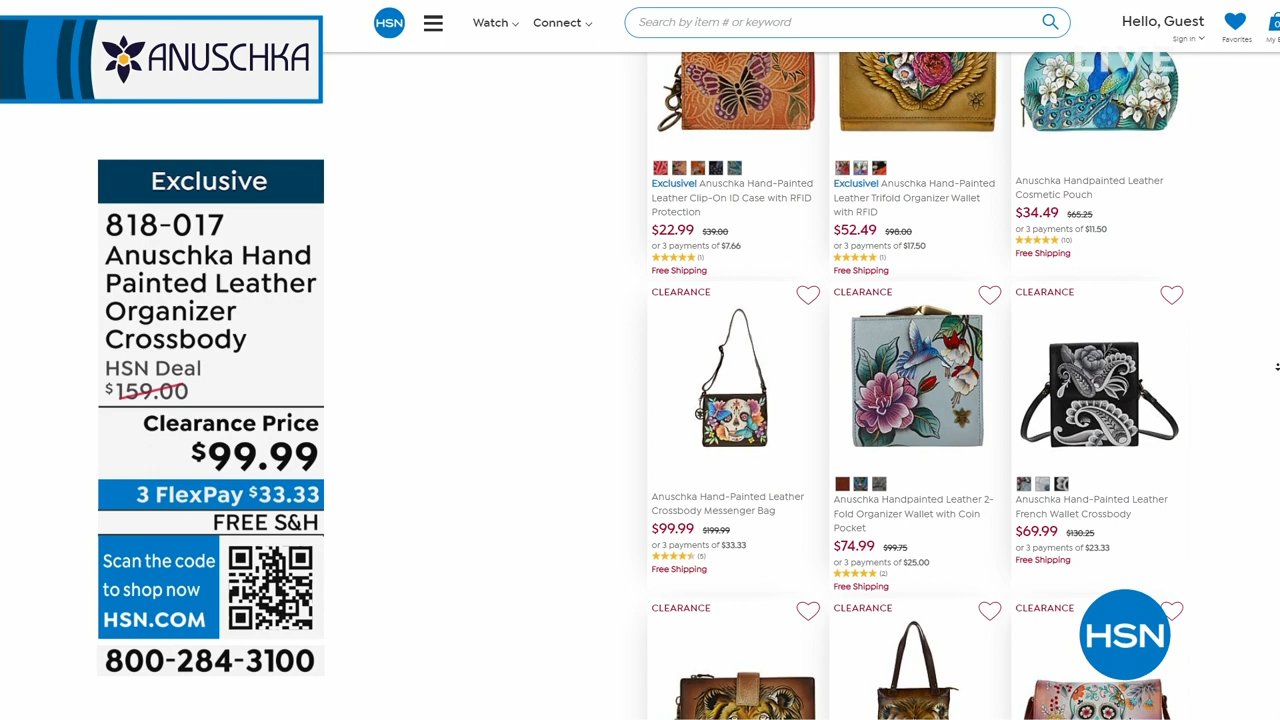 ANUSCHKA
Exclusive
818-017
Anuschka Hand
Painted Leather
Organizer
Crossbody
HSN Deal
$159.00
Clearance Price
$99.99
3 FlexPay $33.33
FREE S&H
Scan the code
to shop now
HSN.COM
800-284-3100
HSN
Watch
Connect
Search by item # or keyword
Hello, Guest
Sign In
Favorites
0
LIVE
Exclusive! Anuschka Hand-Painted
Leather Clip-On ID Case with RFID
Protection
$22.99 $39.00
or 3 payments of $7.66
(1)
Free Shipping
Exclusive! Anuschka Hand-Painted
Leather Trifold Organizer Wallet
with RFID
$52.49 $98.00
or 3 payments of $17.50
(1)
Free Shipping
Anuschka Handpainted Leather
Cosmetic Pouch
$34.49 $65.25
or 3 payments of $11.50
(10)
Free Shipping
CLEARANCE
Anuschka Hand-Painted Leather
Crossbody Messenger Bag
$99.99 $199.99
or 3 payments of $33.33
(5)
Free Shipping
CLEARANCE
Anuschka Handpainted Leather 2-
Fold Organizer Wallet with Coin
Pocket
$74.99 $99.75
or 3 payments of $25.00
(2)
Free Shipping
CLEARANCE
Anuschka Hand-Painted Leather
French Wallet Crossbody
$69.99 $130.25
or 3 payments of $23.33
Free Shipping
CLEARANCE
CLEARANCE
CLEARANCE
HSN